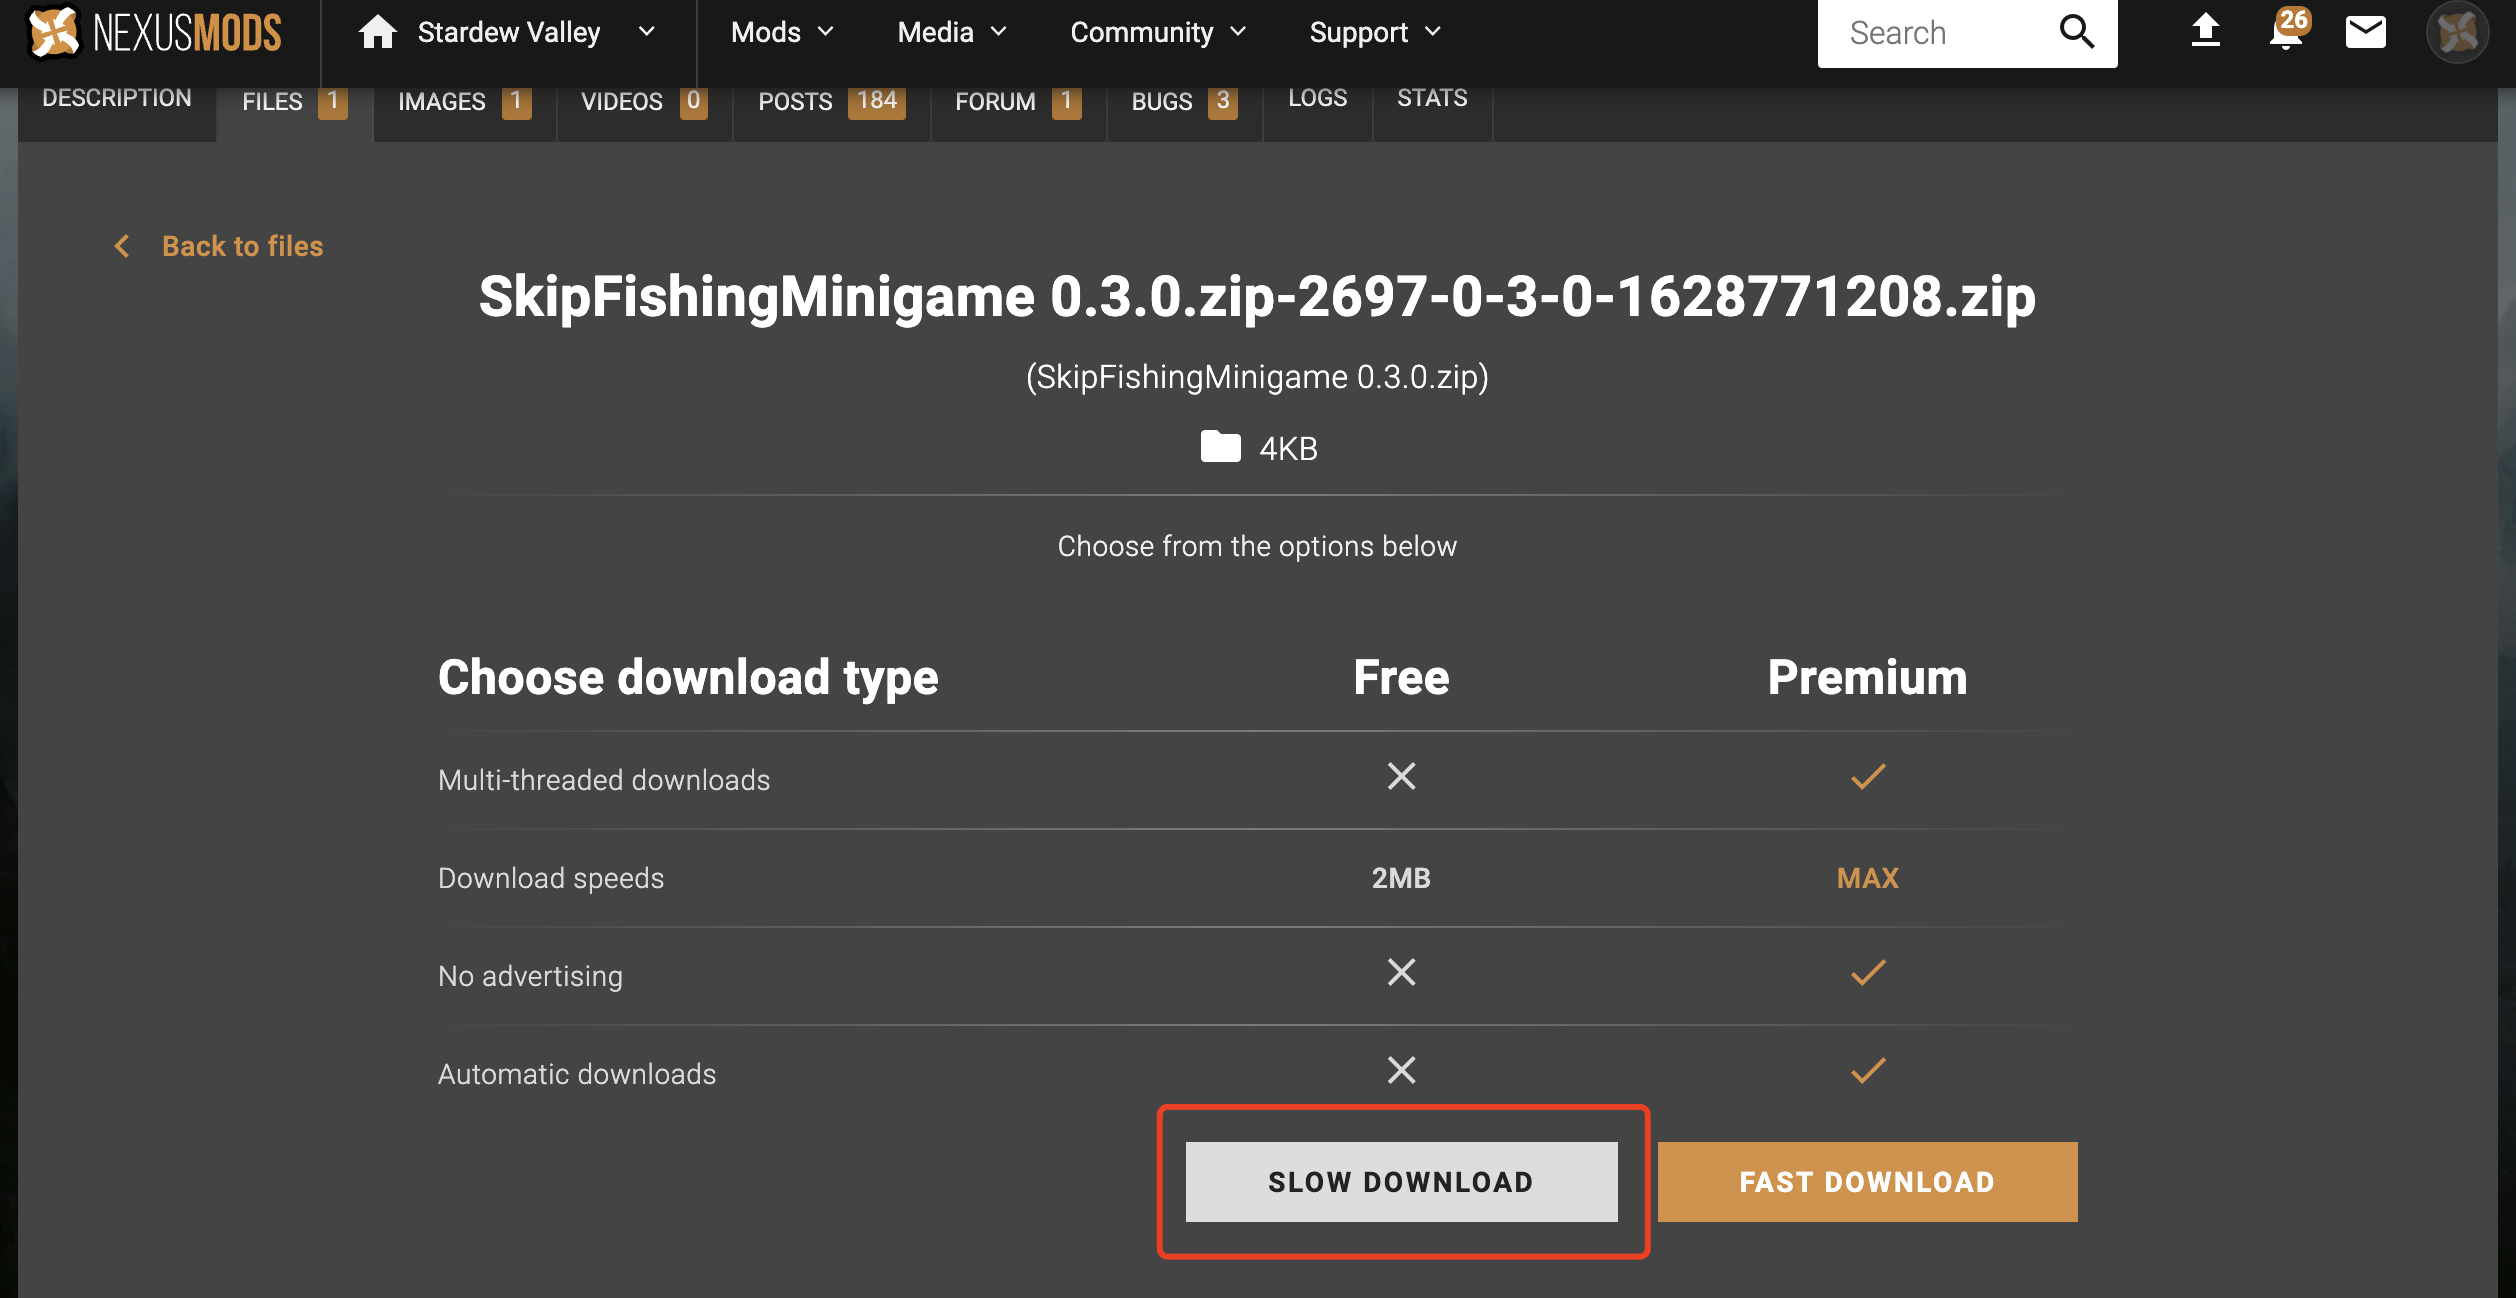 NEXUSMODS Stardew Valley Mods Media Community Support Search 26
DESCRIPTION FILES 1 IMAGES 1 VIDEOS 0 POSTS 184 FORUM 1 BUGS 3 LOGS STATS
Back to files
SkipFishingMinigame 0.3.0.zip-2697-0-3-0-1628771208.zip
(SkipFishingMinigame 0.3.0.zip)
4KB
Choose from the options below
Choose download type Free Premium
Multi-threaded downloads
Download speeds 2MB MAX
No advertising
Automatic downloads
SLOW DOWNLOAD FAST DOWNLOAD